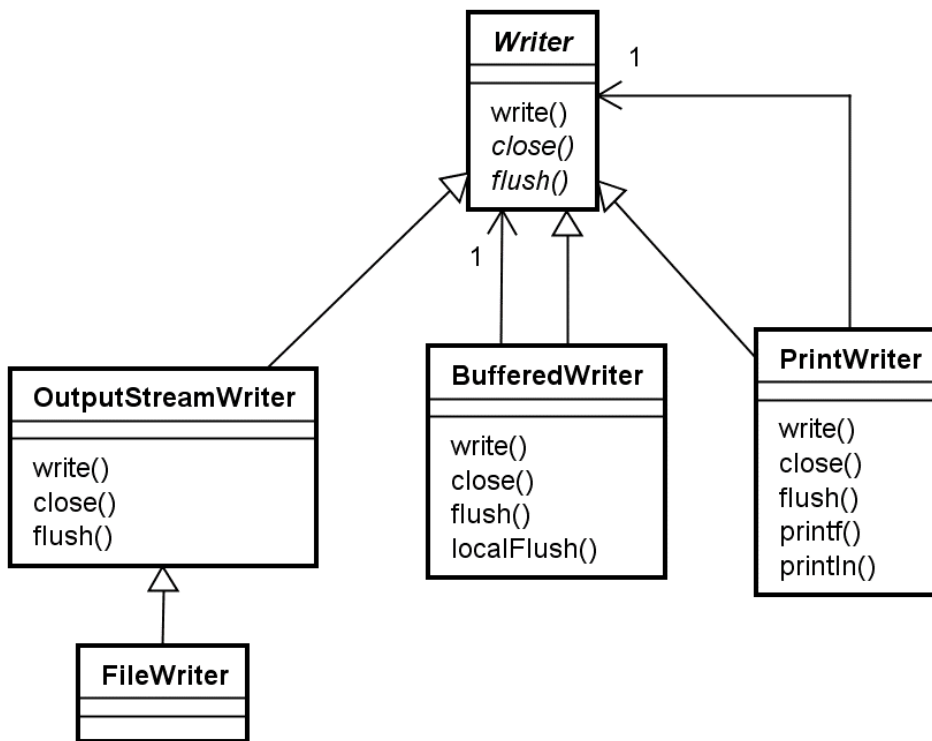 Writer
1
write()
close()
flush()
1
OutputStreamWriter
write()
close()
flush()
BufferedWriter
write()
close()
flush()
localFlush()
PrintWriter
write()
close()
flush()
printf()
println()
FileWriter